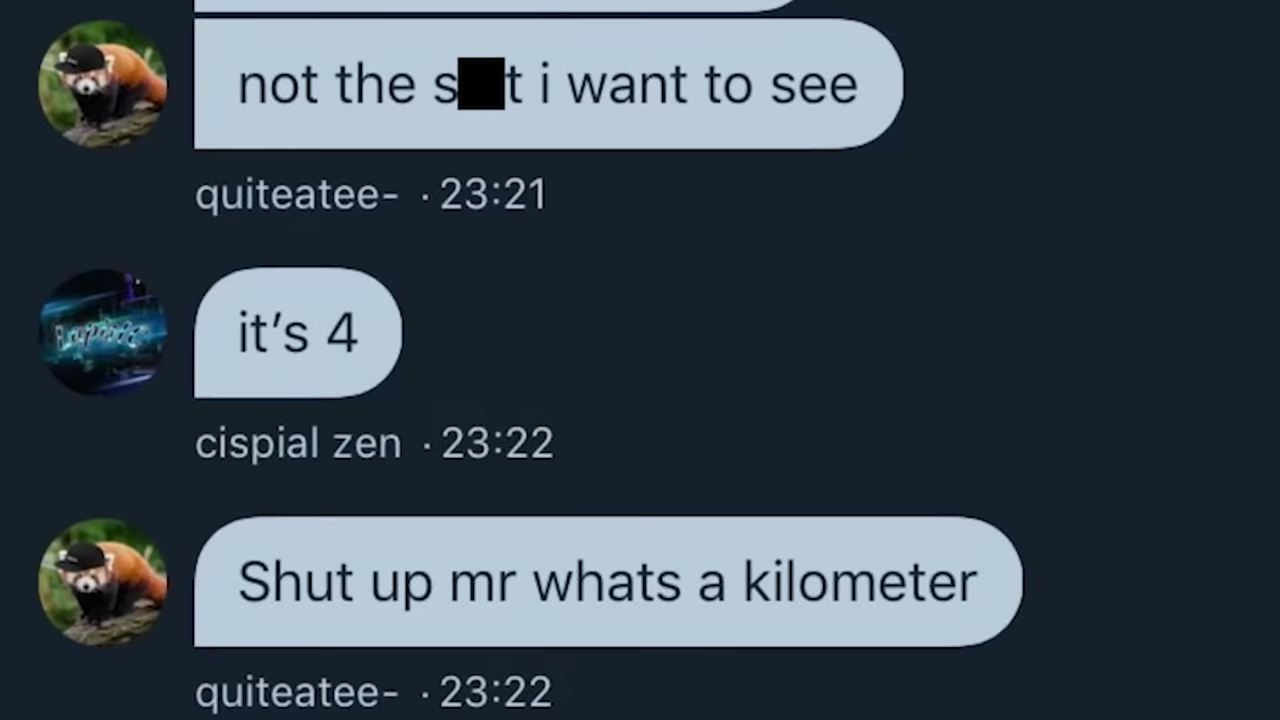 not the s█t i want to see
quiteatee- · 23:21
it’s 4
cispial zen · 23:22
Shut up mr whats a kilometer
quiteatee- · 23:22